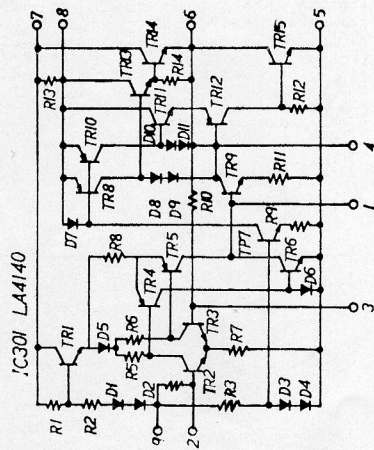 IC301 LA4140
7
8
6
5
R13
TR14
TR13
R14
TR15
TR10
TR11
D10
D11
TR12
R12
TR8
D8
D9
R10
TR9
R11
4
D7
R8
TR5
TR4
TP7
R9
TR6
D6
1
TR1
D5
R6
R5
TR3
TR2
R7
3
R1
R2
D1
D2
R3
D3
D4
9
2